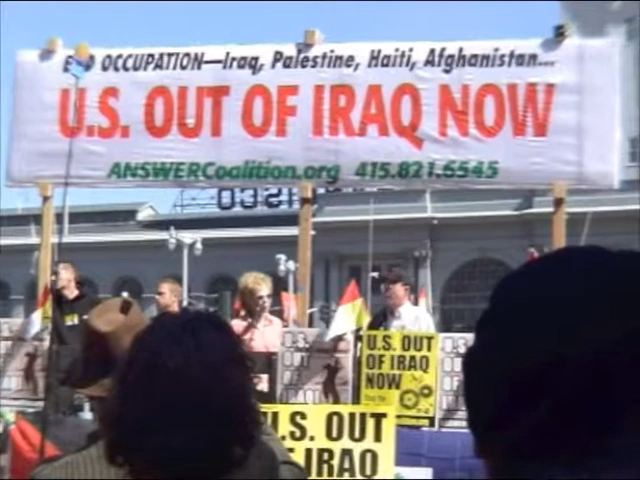 END OCCUPATION—Iraq, Palestine, Haiti, Afghanistan...
U.S. OUT OF IRAQ NOW
ANSWERCoalition.org 415.821.6545
U.S. OUT
OF IRAQ
NOW
U.S. OUT
IRAQ